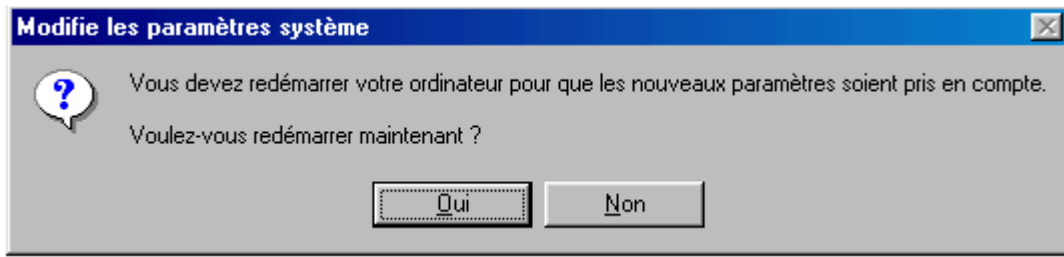 Modifie les paramètres système
Vous devez redémarrer votre ordinateur pour que les nouveaux paramètres soient pris en compte.
Voulez-vous redémarrer maintenant ?
Oui Non